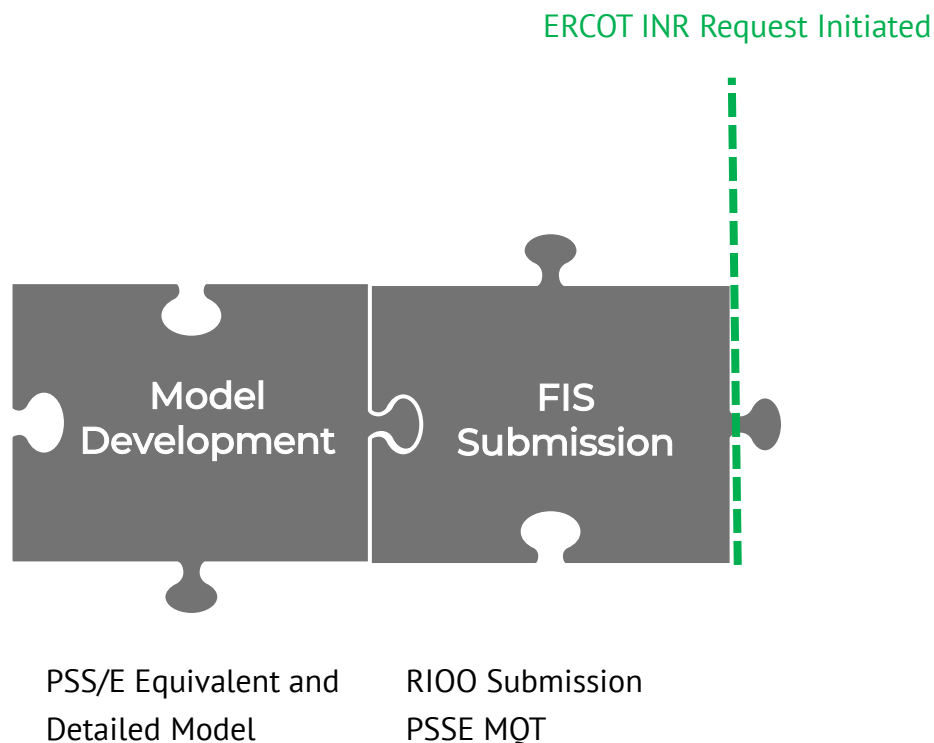 ERCOT INR Request Initiated
Model
Development
FIS
Submission
PSS/E Equivalent and
Detailed Model
RIOO Submission
PSSE MQT